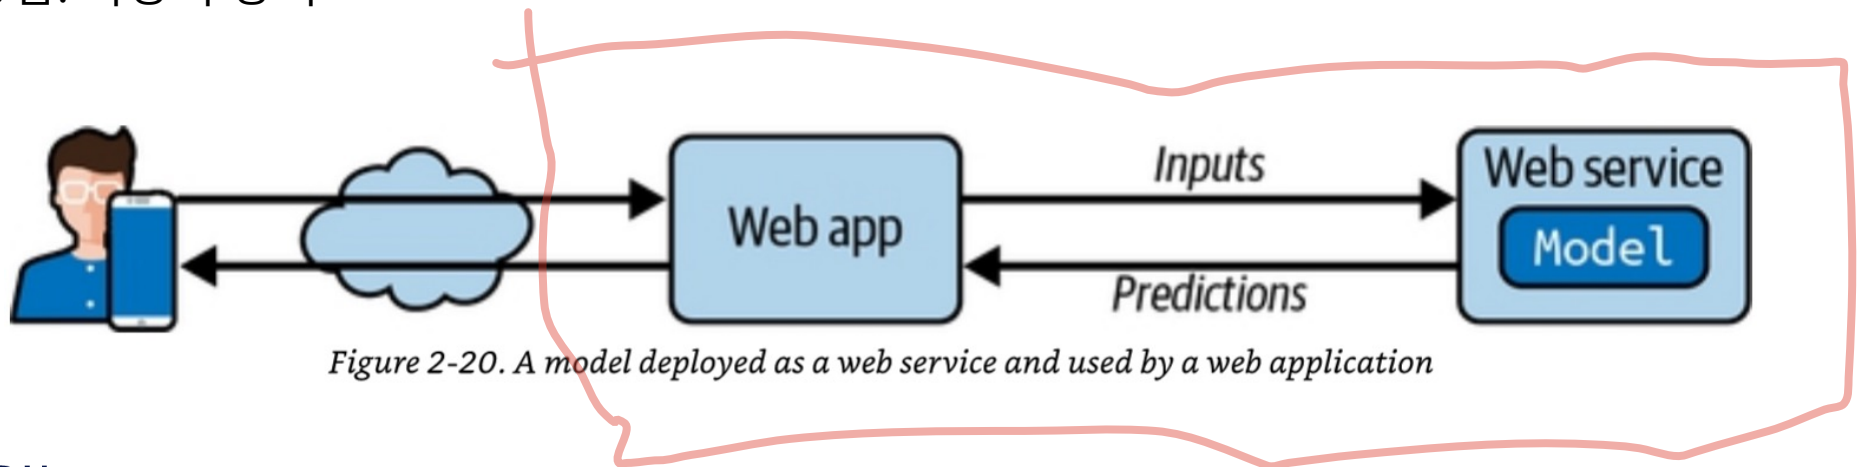 Inputs
Web service
Model
Web app
Predictions
Figure 2-20. A model deployed as a web service and used by a web application